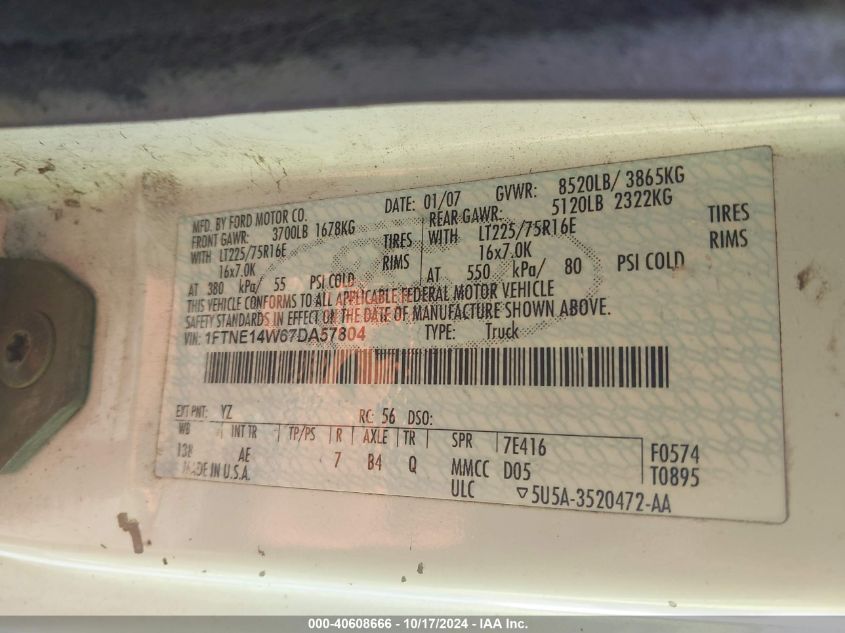 MFD. BY FORD MOTOR CO. DATE: 01/07 GVWR: 8520LB/ 3865KG
FRONT GAWR: 3700LB 1678KG REAR GAWR: 5120LB 2322KG
WITH LT225/75R16E TIRES WITH LT225/75R16E TIRES
16x7.0K RIMS 16x7.0K RIMS
AT 380 kPa/ 55 PSI COLD AT 550 kPa/ 80 PSI COLD
THIS VEHICLE CONFORMS TO ALL APPLICABLE FEDERAL MOTOR VEHICLE
SAFETY STANDARDS IN EFFECT ON THE DATE OF MANUFACTURE SHOWN ABOVE.
VIN: 1FTNE14W67DA57804 TYPE: Truck
EXT PNT: YZ RC: 56 DSO:
WB INT TR TP/PS R AXLE TR SPR 7E416 F0574
138 AE 7 B4 Q MMCC D05 T0895
MADE IN U.S.A. ULC 5U5A-3520472-AA
000-40608666 - 10/17/2024 - IAA Inc.